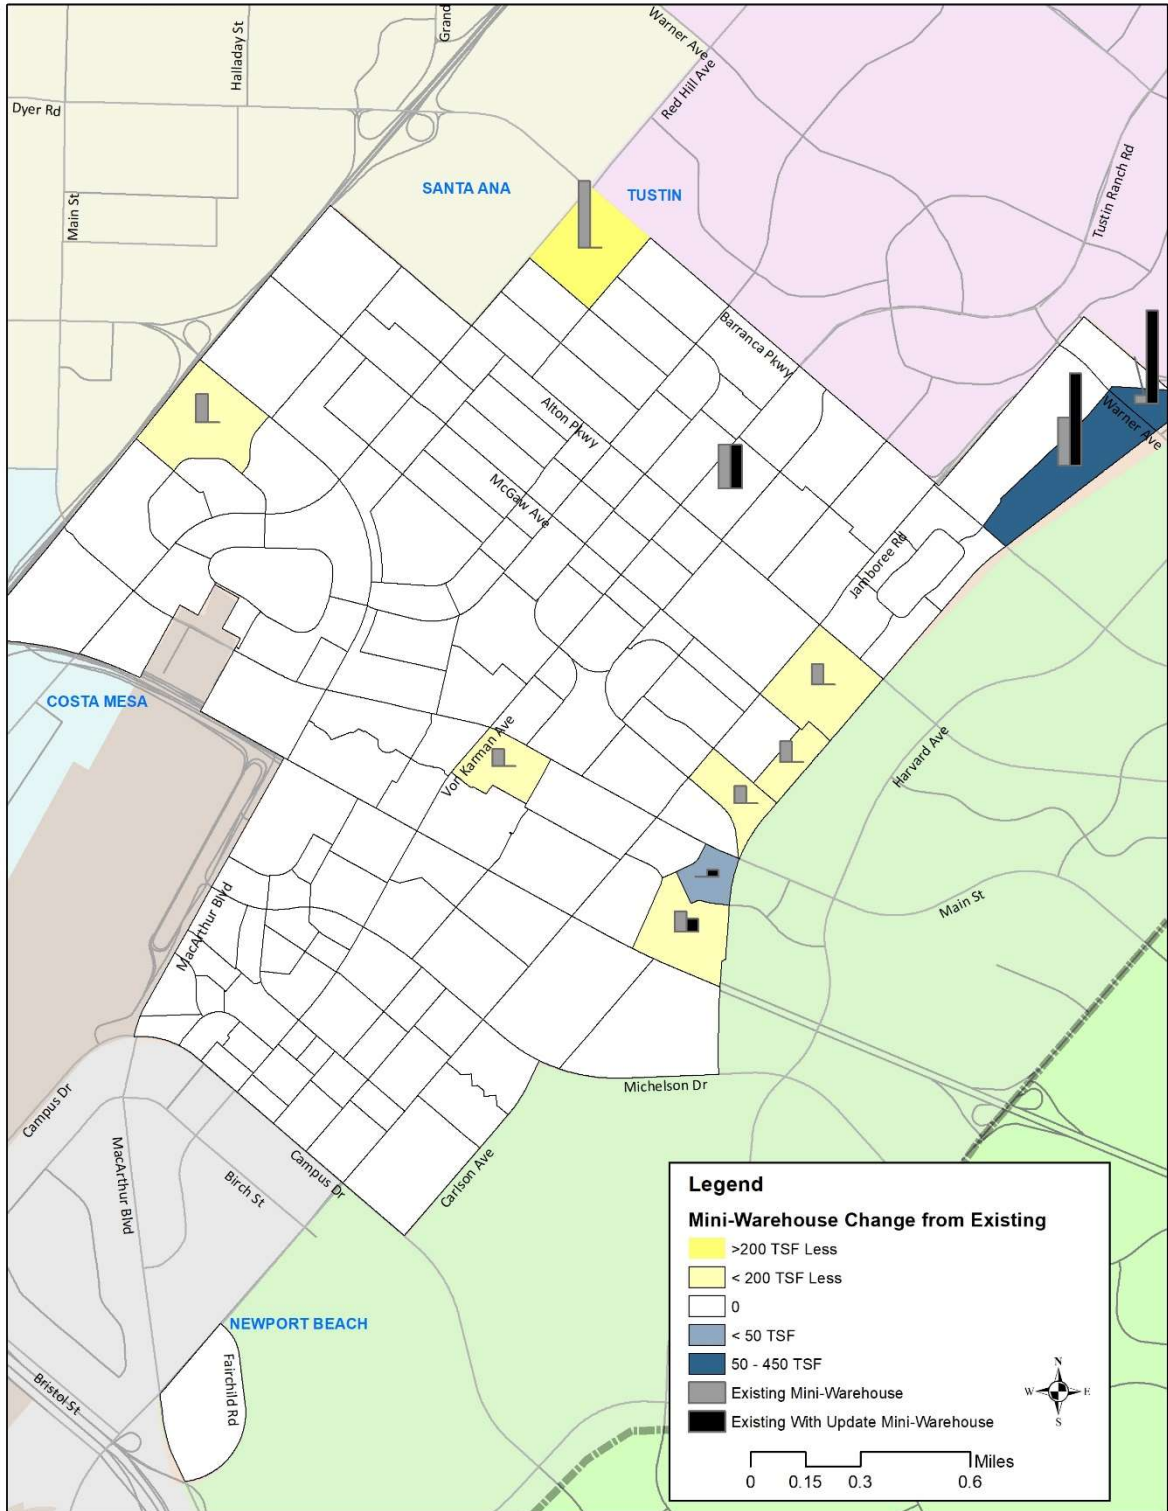 Halladay St
Grand
Warner Ave
Red Hill Ave
Dyer Rd
Main St
SANTA ANA
TUSTIN
Tustin Ranch Rd
Barranca Pkwy
Alton Pkwy
Warner Ave
McGaw Ave
Jamboree Rd
COSTA MESA
Von Karman Ave
Harvard Ave
MacArthur Blvd
Main St
Michelson Dr
Campus Dr
MacArthur Blvd
Birch St
Campus Dr
Carlson Ave
NEWPORT BEACH
Fairchild Rd
Bristol St
Legend
Mini-Warehouse Change from Existing
>200 TSF Less
< 200 TSF Less
0
< 50 TSF
50 - 450 TSF
Existing Mini-Warehouse
Existing With Update Mini-Warehouse
N
W E
S
Miles
0 0.15 0.3 0.6